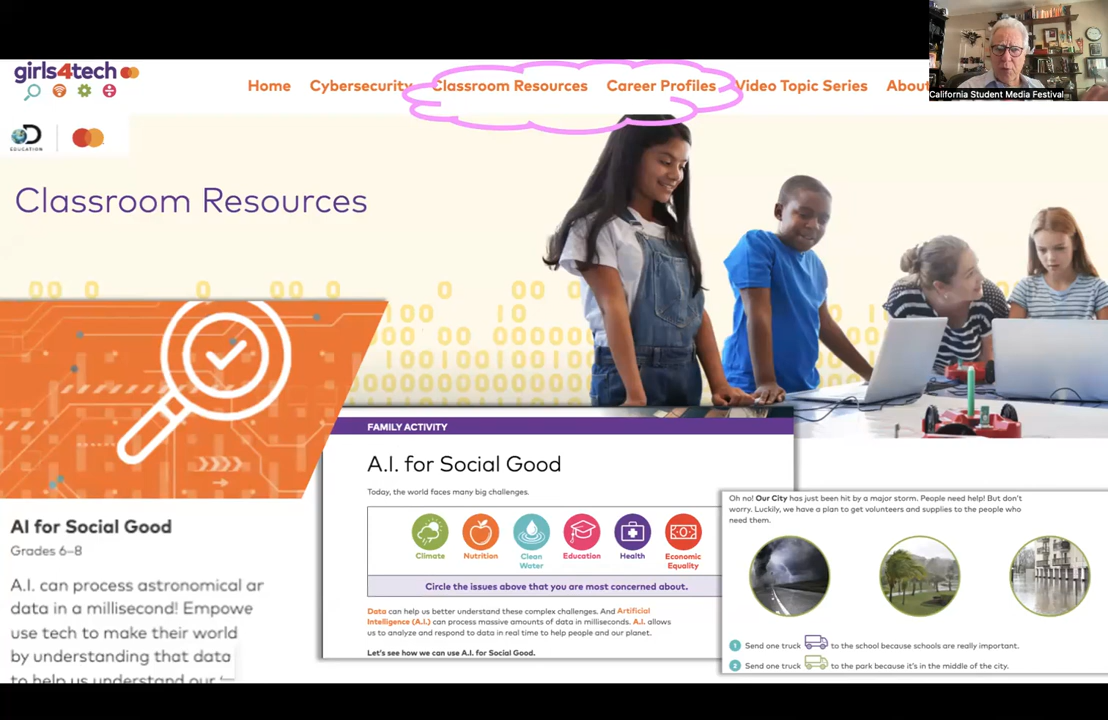 girls4tech
Home Cybersecurity Classroom Resources Career Profiles Video Topic Series About
California Student Media Festival
EDUCATION
Classroom Resources
FAMILY ACTIVITY
A.I. for Social Good
Today, the world faces many big challenges.
Climate Nutrition Clean Water Education Health Economic Equality
Circle the issues above that you are most concerned about.
Data can help us better understand these complex challenges. And Artificial
Intelligence (A.I.) can process massive amounts of data in milliseconds. A.I. allows
us to analyze and respond to data in real time to help people and our planet.
Let's see how we can use A.I. for Social Good.
AI for Social Good
Grades 6–8
A.I. can process astronomical ar
data in a millisecond! Empowe
use tech to make their world
by understanding that data
to help us understand our
Oh no! Our City has just been hit by a major storm. People need help! But don't
worry. Luckily, we have a plan to get volunteers and supplies to the people who
need them.
1 Send one truck to the school because schools are really important.
2 Send one truck to the park because it's in the middle of the city.